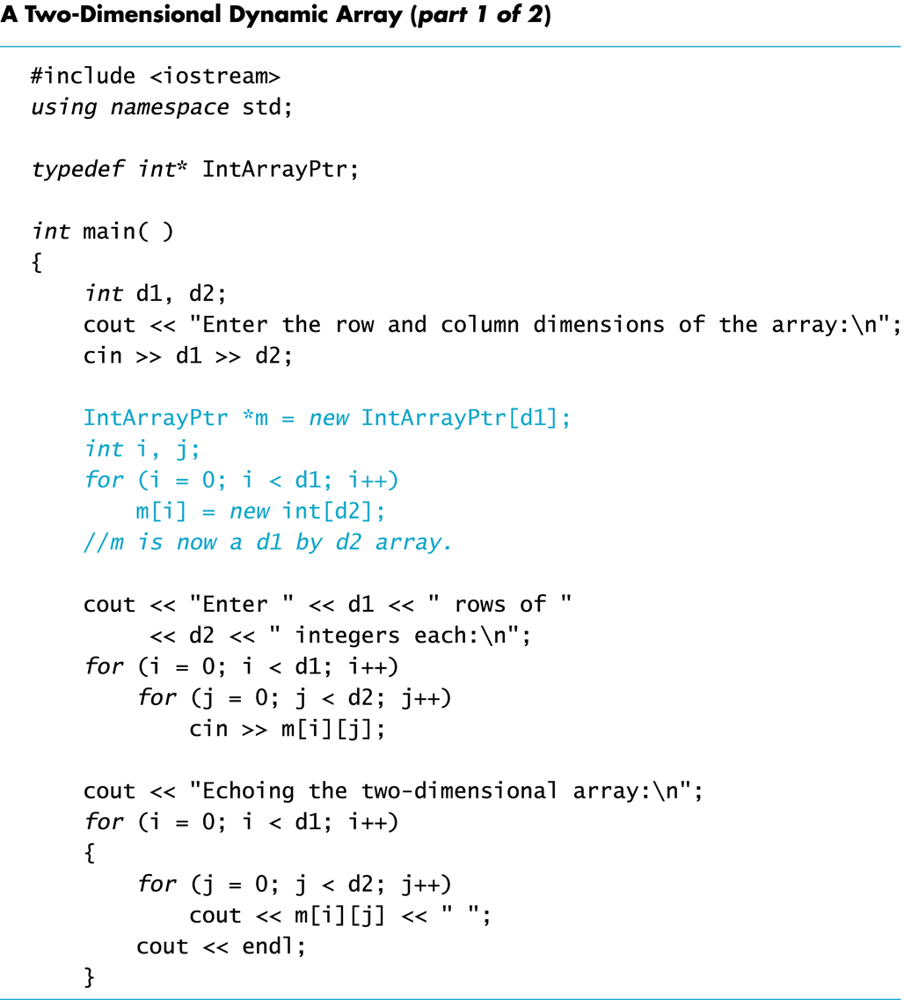 A Two-Dimensional Dynamic Array (part 1 of 2)
#include <iostream>
using namespace std;
typedef int* IntArrayPtr;
int main( )
{
int d1, d2;
cout << "Enter the row and column dimensions of the array:\n";
cin >> d1 >> d2;
IntArrayPtr *m = new IntArrayPtr[d1];
int i, j;
for (i = 0; i < d1; i++)
m[i] = new int[d2];
//m is now a d1 by d2 array.
cout << "Enter " << d1 << " rows of "
<< d2 << " integers each:\n";
for (i = 0; i < d1; i++)
for (j = 0; j < d2; j++)
cin >> m[i][j];
cout << "Echoing the two-dimensional array:\n";
for (i = 0; i < d1; i++)
{
for (j = 0; j < d2; j++)
cout << m[i][j] << " ";
cout << endl;
}